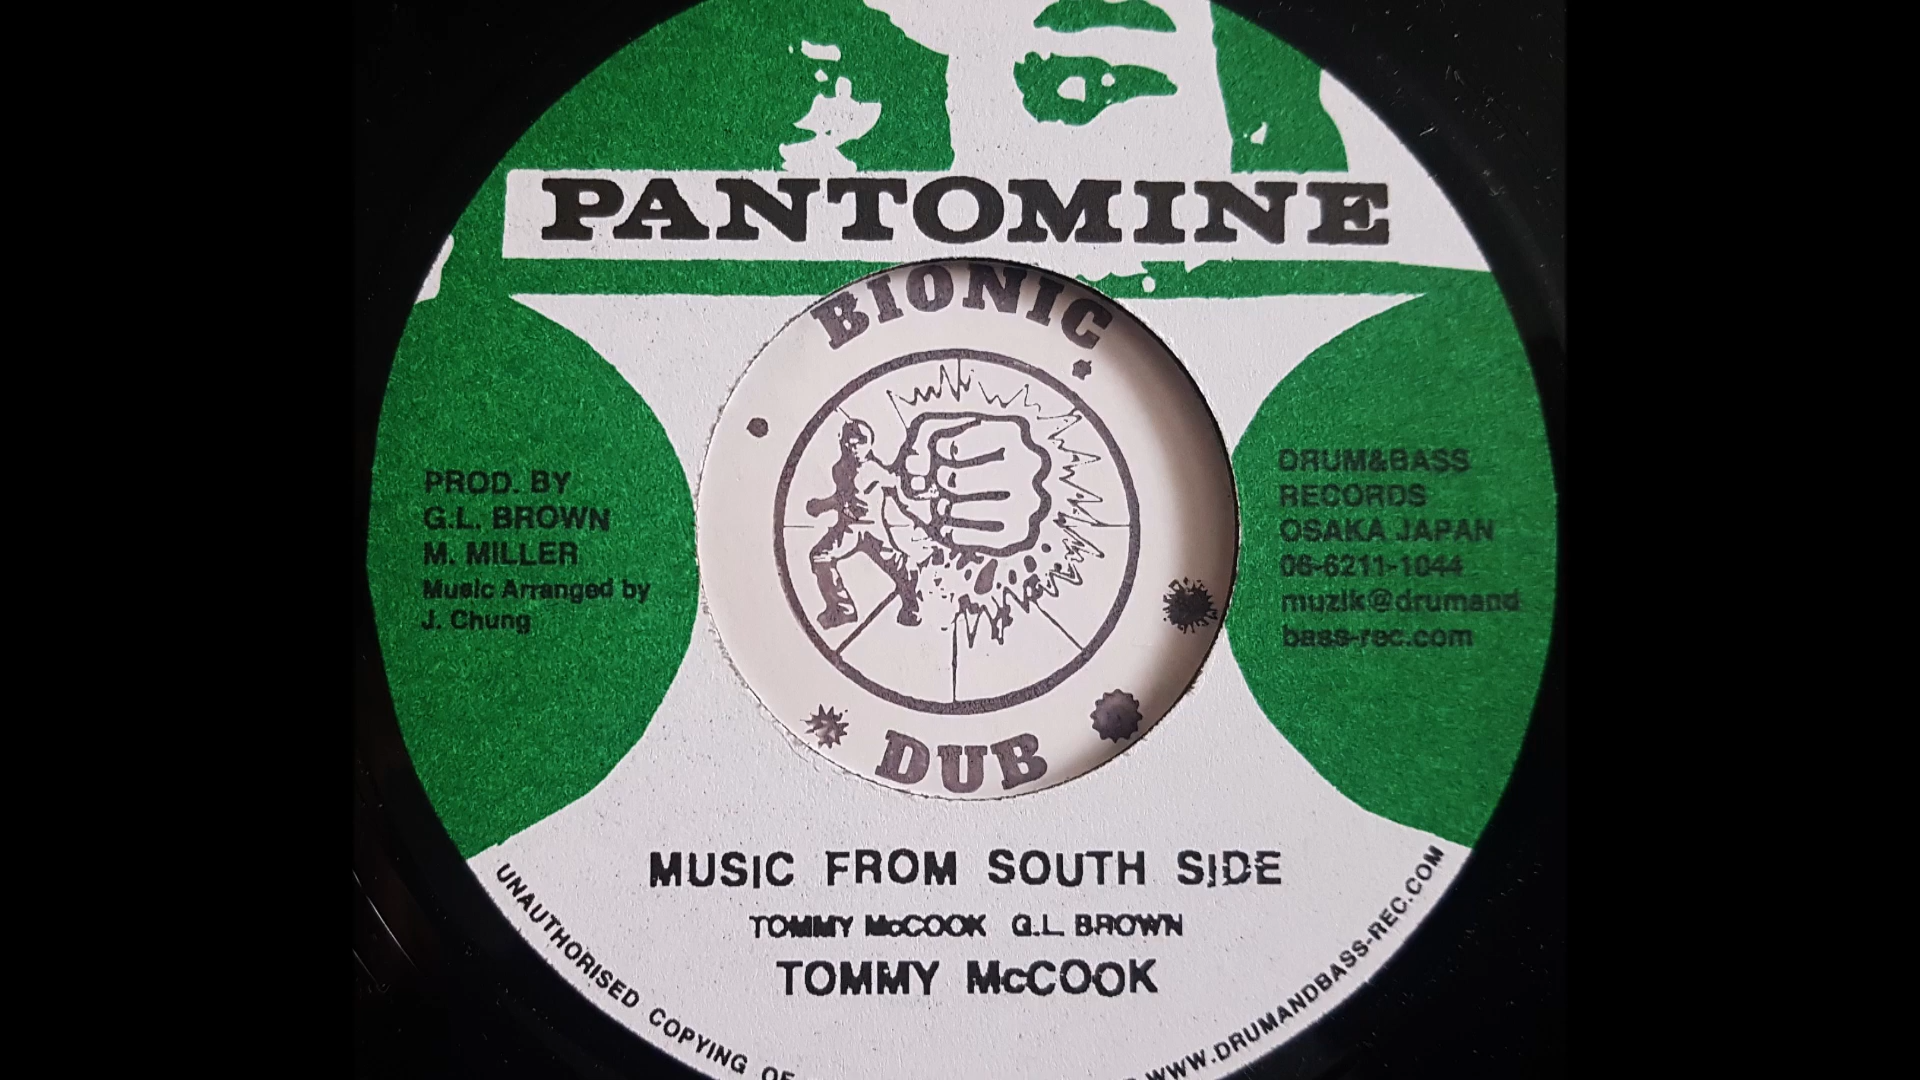 PANTOMINE
BIONIC
DUB
PROD. BY
G.L. BROWN
M. MILLER
Music Arranged by
J. Chung
DRUM&BASS
RECORDS
OSAKA JAPAN
06-6211-1044
muzik@drumand
bass-rec.com
MUSIC FROM SOUTH SIDE
TOMMY McCOOK G.L. BROWN
TOMMY McCOOK
UNAUTHORISED COPYING OF
WWW.DRUMANDBASS-REC.COM